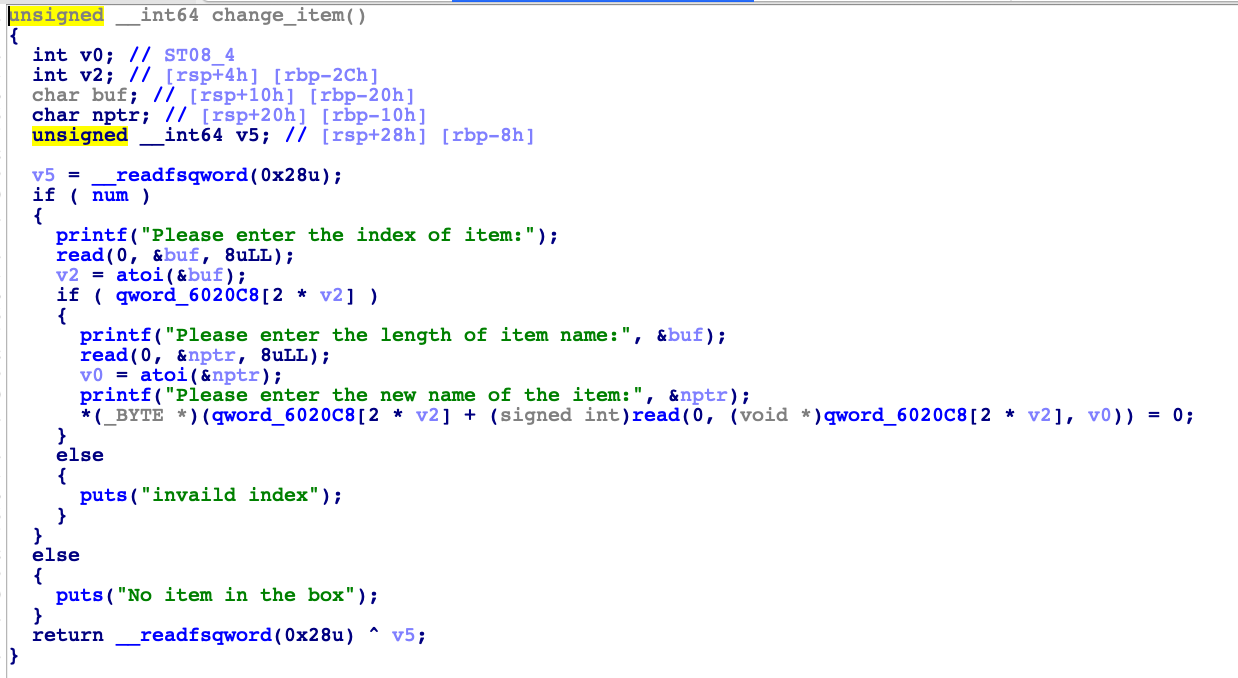 unsigned __int64 change_item()
{
  int v0; // ST08_4
  int v2; // [rsp+4h] [rbp-2Ch]
  char buf; // [rsp+10h] [rbp-20h]
  char nptr; // [rsp+20h] [rbp-10h]
  unsigned __int64 v5; // [rsp+28h] [rbp-8h]

  v5 = __readfsqword(0x28u);
  if ( num )
  {
    printf("Please enter the index of item:");
    read(0, &buf, 8uLL);
    v2 = atoi(&buf);
    if ( qword_6020C8[2 * v2] )
    {
      printf("Please enter the length of item name:", &buf);
      read(0, &nptr, 8uLL);
      v0 = atoi(&nptr);
      printf("Please enter the new name of the item:", &nptr);
      *(_BYTE *)(qword_6020C8[2 * v2] + (signed int)read(0, (void *)qword_6020C8[2 * v2], v0)) = 0;
    }
    else
    {
      puts("invaild index");
    }
  }
  else
  {
    puts("No item in the box");
  }
  return __readfsqword(0x28u) ^ v5;
}